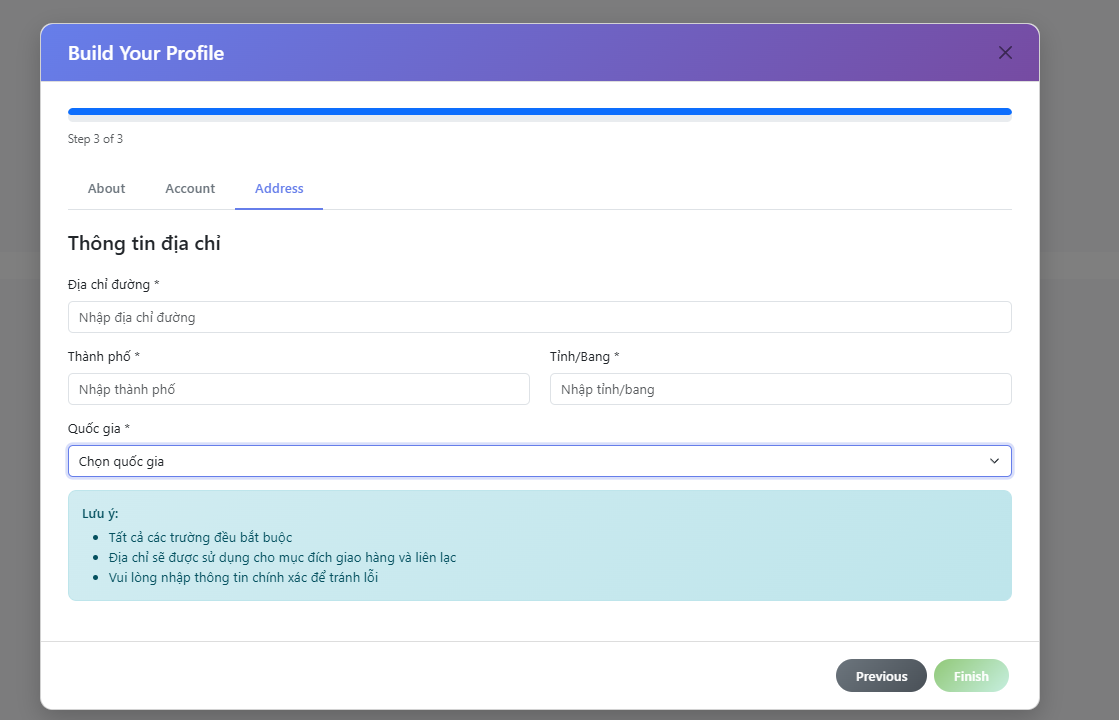 Build Your Profile
Step 3 of 3
About Account Address
Thông tin địa chỉ
Địa chỉ đường *
Nhập địa chỉ đường
Thành phố * Tỉnh/Bang *
Nhập thành phố Nhập tỉnh/bang
Quốc gia *
Chọn quốc gia
Lưu ý:
Tất cả các trường đều bắt buộc
Địa chỉ sẽ được sử dụng cho mục đích giao hàng và liên lạc
Vui lòng nhập thông tin chính xác để tránh lỗi
Previous Finish